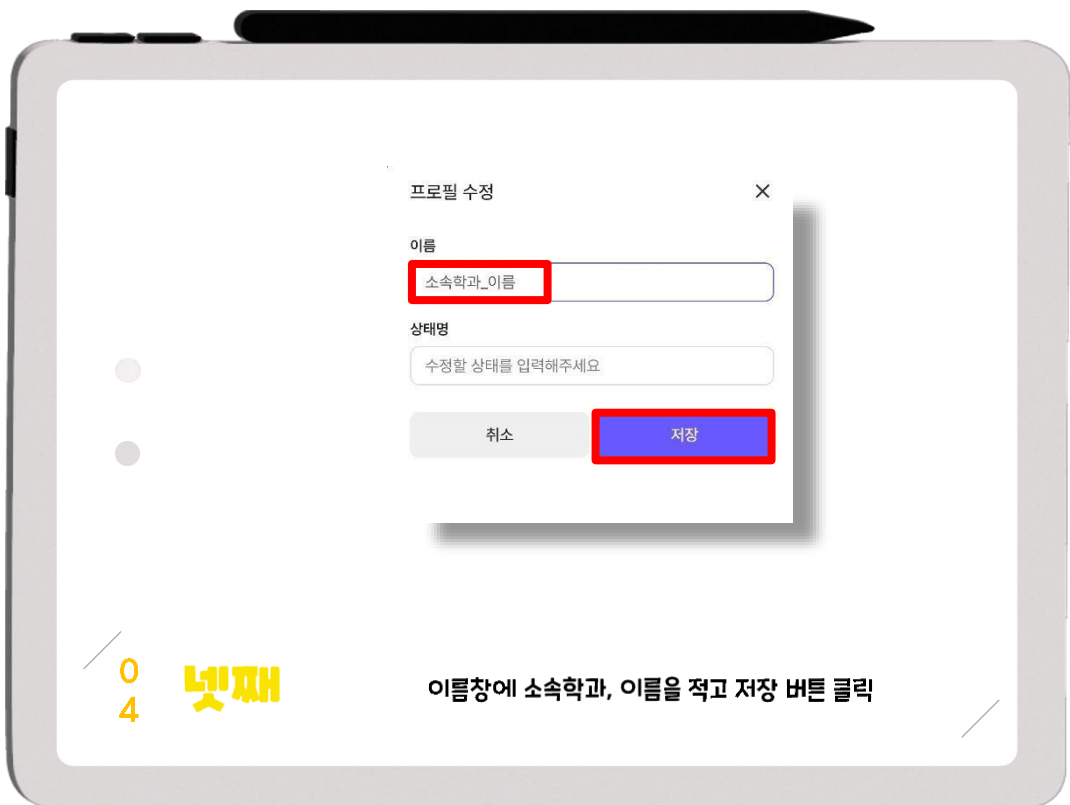 프로필 수정
이름
소속학과_이름
상태명
수정할 상태를 입력해주세요
취소 저장
04
넷째
이름창에 소속학과, 이름을 적고 저장 버튼 클릭